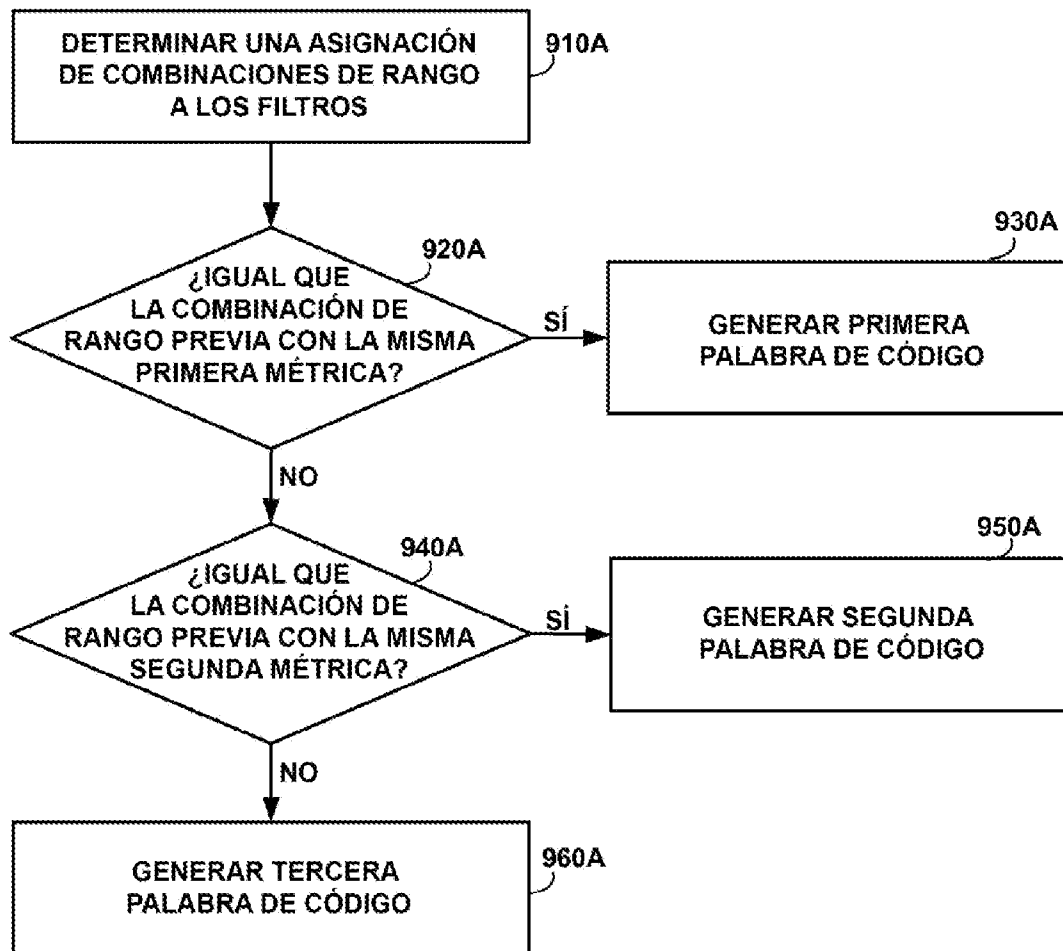 DETERMINAR UNA ASIGNACIÓN
DE COMBINACIONES DE RANGO
A LOS FILTROS
910A
¿IGUAL QUE
LA COMBINACIÓN DE
RANGO PREVIA CON LA MISMA
PRIMERA MÉTRICA?
920A
SÍ
930A
GENERAR PRIMERA
PALABRA DE CÓDIGO
NO
¿IGUAL QUE
LA COMBINACIÓN DE
RANGO PREVIA CON LA MISMA
SEGUNDA MÉTRICA?
940A
SÍ
950A
GENERAR SEGUNDA
PALABRA DE CÓDIGO
NO
GENERAR TERCERA
PALABRA DE CÓDIGO
960A